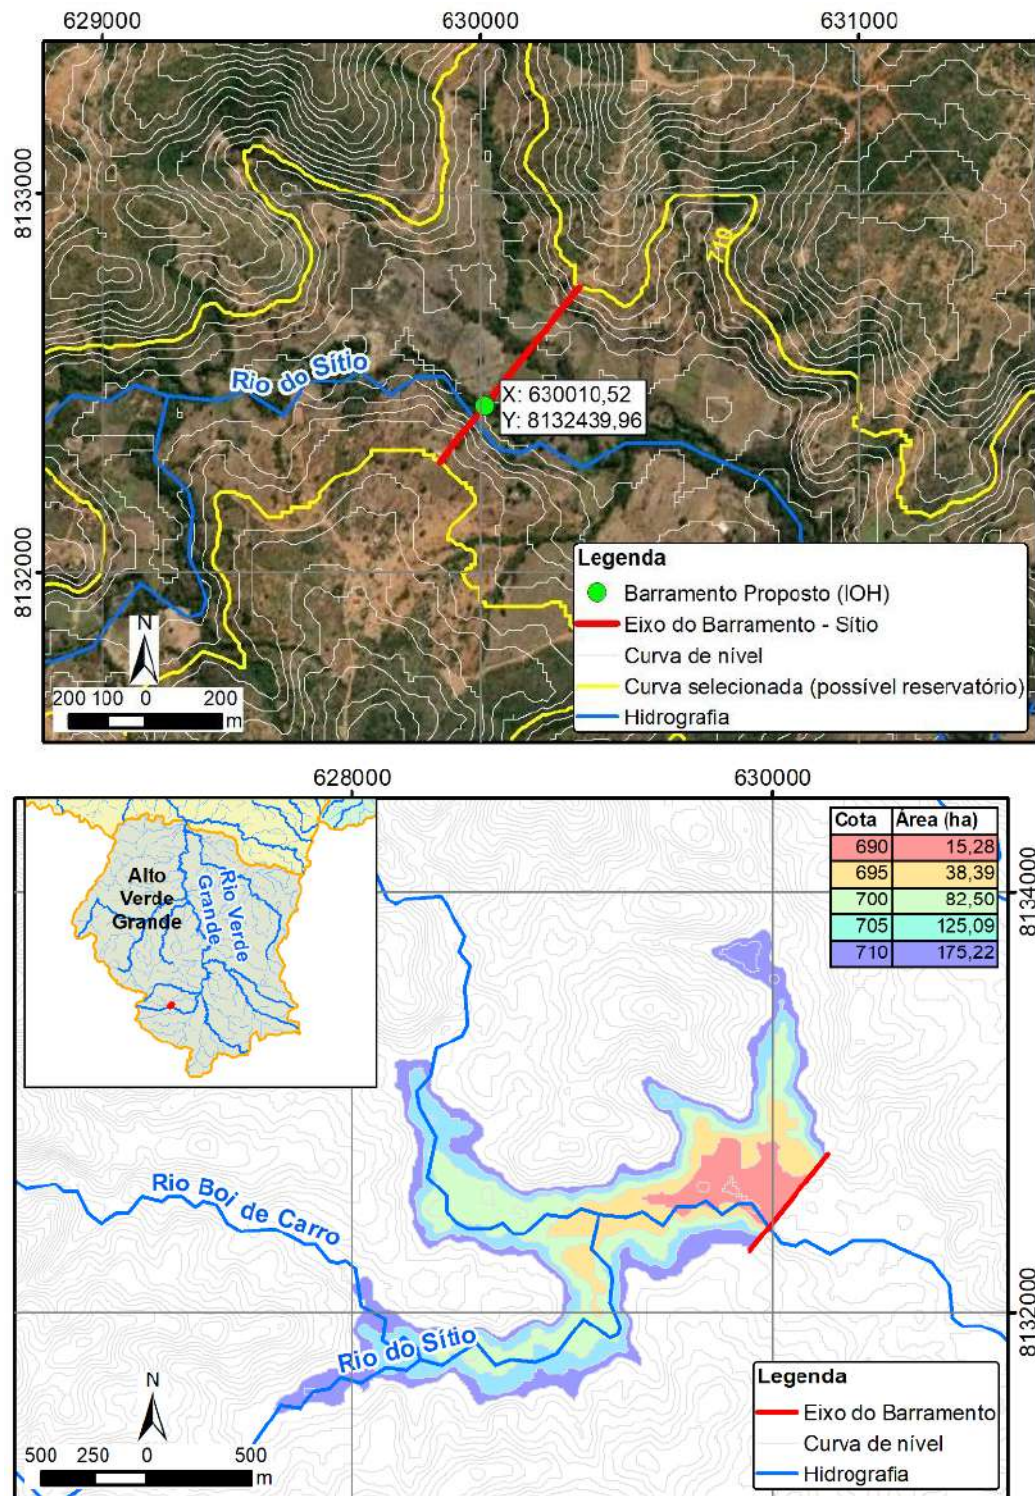 629000 630000 631000
8133000
710
Rio do Sítio
X: 630010,52
Y: 8132439,96
8132000
Legenda
Barramento Proposto (IOH)
Eixo do Barramento - Sítio
Curva de nível
Curva selecionada (possível reservatório)
Hidrografia
N
200 100 0 200
m
628000 630000
Cota Área (ha)
690 15,28
695 38,39
700 82,50
705 125,09
710 175,22
Alto
Verde
Grande
Rio Verde
Grande
8134000
Rio Boi de Carro
8132000
Rio do Sítio
Legenda
Eixo do Barramento
Curva de nível
Hidrografia
N
500 250 0 500
m